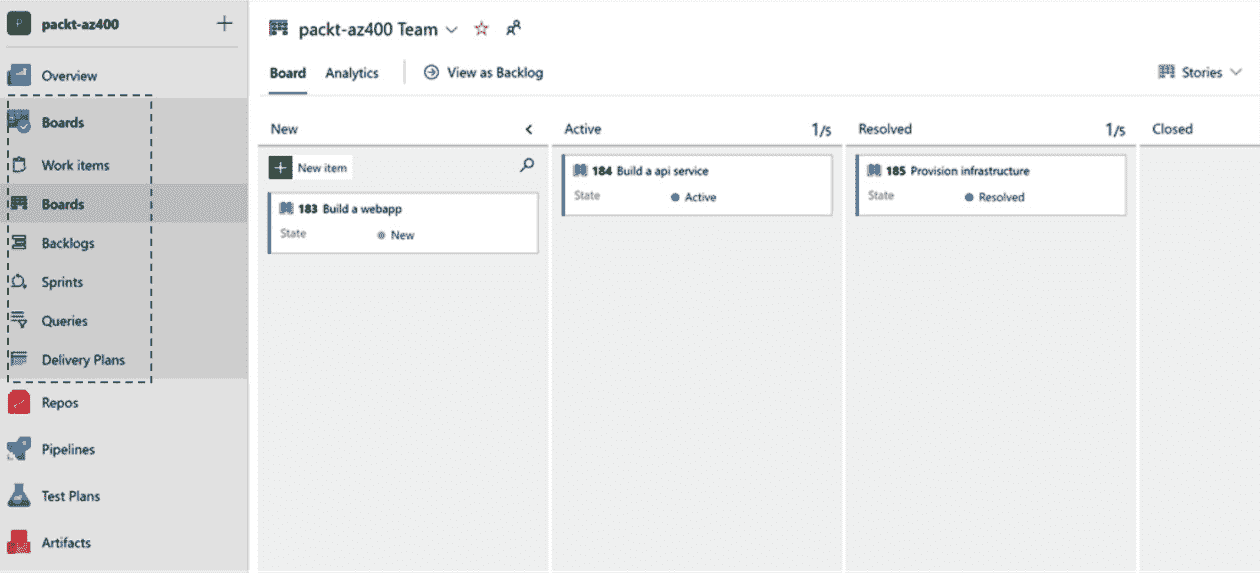 P packt-az400
Overview
Boards
Work items
Boards
Backlogs
Sprints
Queries
Delivery Plans
Repos
Pipelines
Test Plans
Artifacts
packt-az400 Team
Board Analytics View as Backlog Stories
New Active 1/5 Resolved 1/5 Closed
New item
183 Build a webapp
State New
184 Build a api service
State Active
185 Provision infrastructure
State Resolved